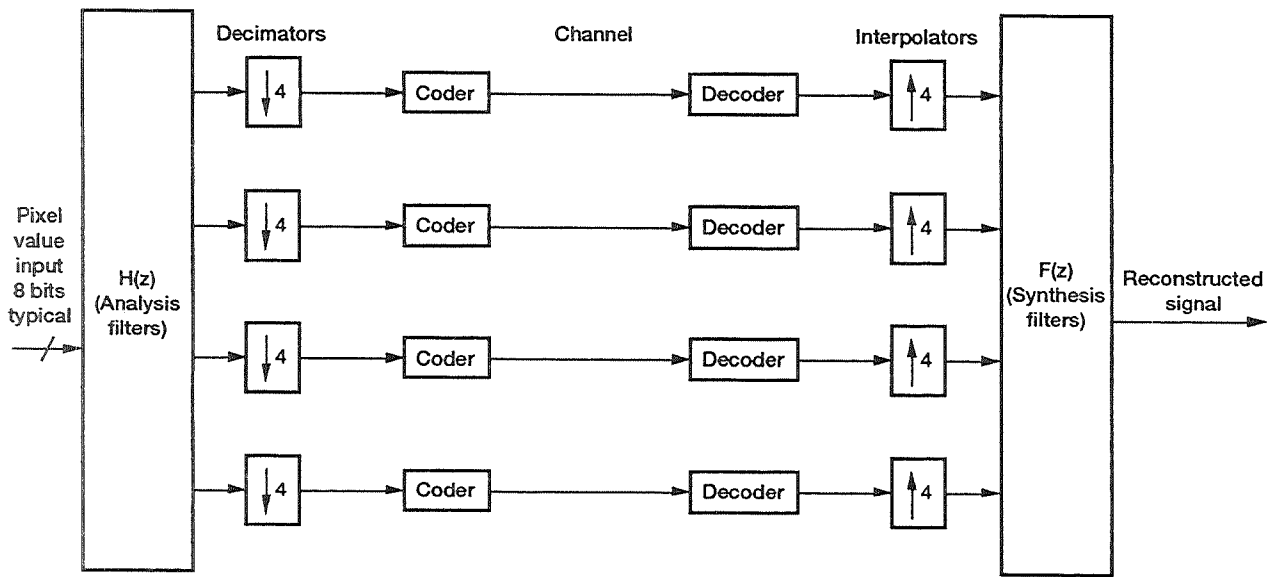 Decimators
Channel
Interpolators
4
Coder
Decoder
4
4
Coder
Decoder
4
Pixel
value
input
8 bits
typical
H(z)
(Analysis
filters)
F(z)
(Synthesis
filters)
Reconstructed
signal
4
Coder
Decoder
4
4
Coder
Decoder
4